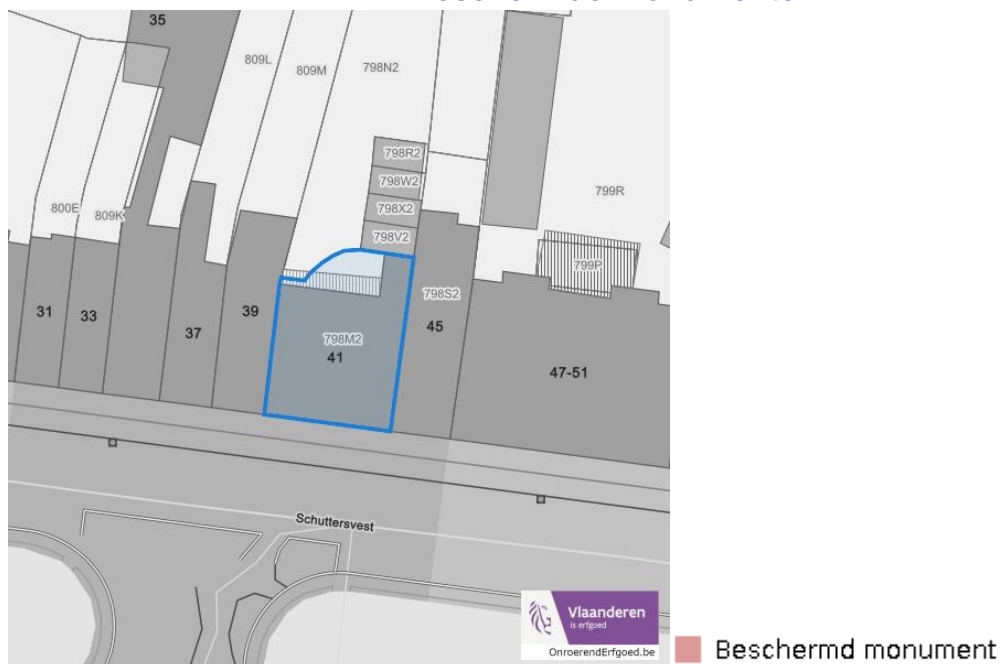 35
809L
809M
798N2
798R2
798W2
798X2
798V2
799R
800E
809K
799P
798S2
31
33
37
39
798M2
41
45
47-51
Schuttersvest
Vlaanderen
is erfgoed
OnroerendErfgoed.be
Beschermd monument